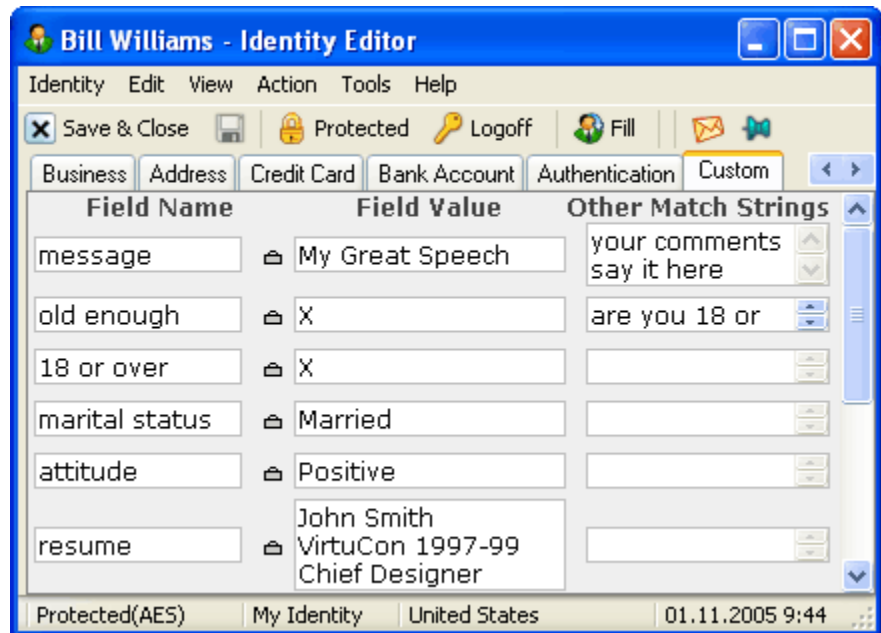 Bill Williams - Identity Editor
Identity Edit View Action Tools Help
Save & Close Protected Logoff Fill
Business Address Credit Card Bank Account Authentication Custom
Field Name Field Value Other Match Strings
message My Great Speech your comments
say it here
old enough X are you 18 or
18 or over X
marital status Married
attitude Positive
John Smith
resume VirtuCon 1997-99
Chief Designer
Protected(AES) My Identity United States 01.11.2005 9:44